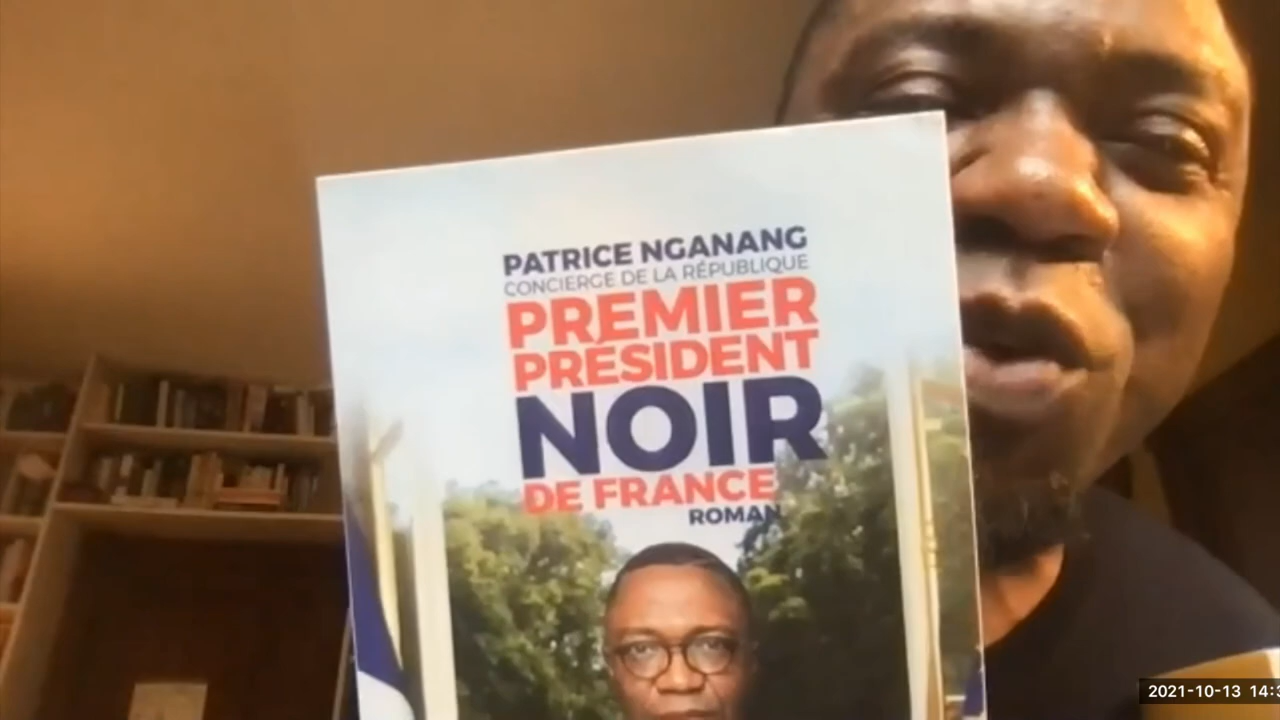 PATRICE NGANANG
CONCIERGE DE LA RÉPUBLIQUE
PREMIER
PRÉSIDENT
NOIR
DE FRANCE
ROMAN
2021-10-13 14:3